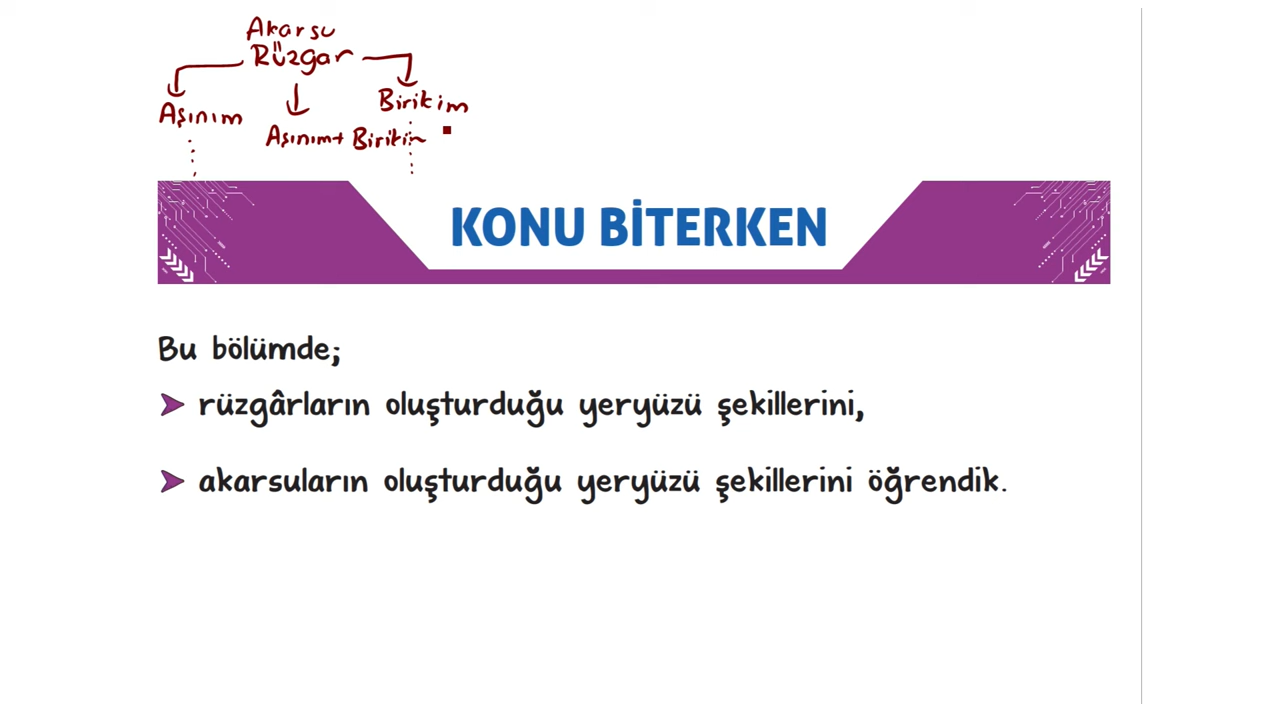 Akarsu
Rüzgar
Aşınım
Aşınım+ Birikim
Birikim
KONU BİTERKEN
Bu bölümde;
➤ rüzgârların oluşturduğu yeryüzü şekillerini,
➤ akarsuların oluşturduğu yeryüzü şekillerini öğrendik.